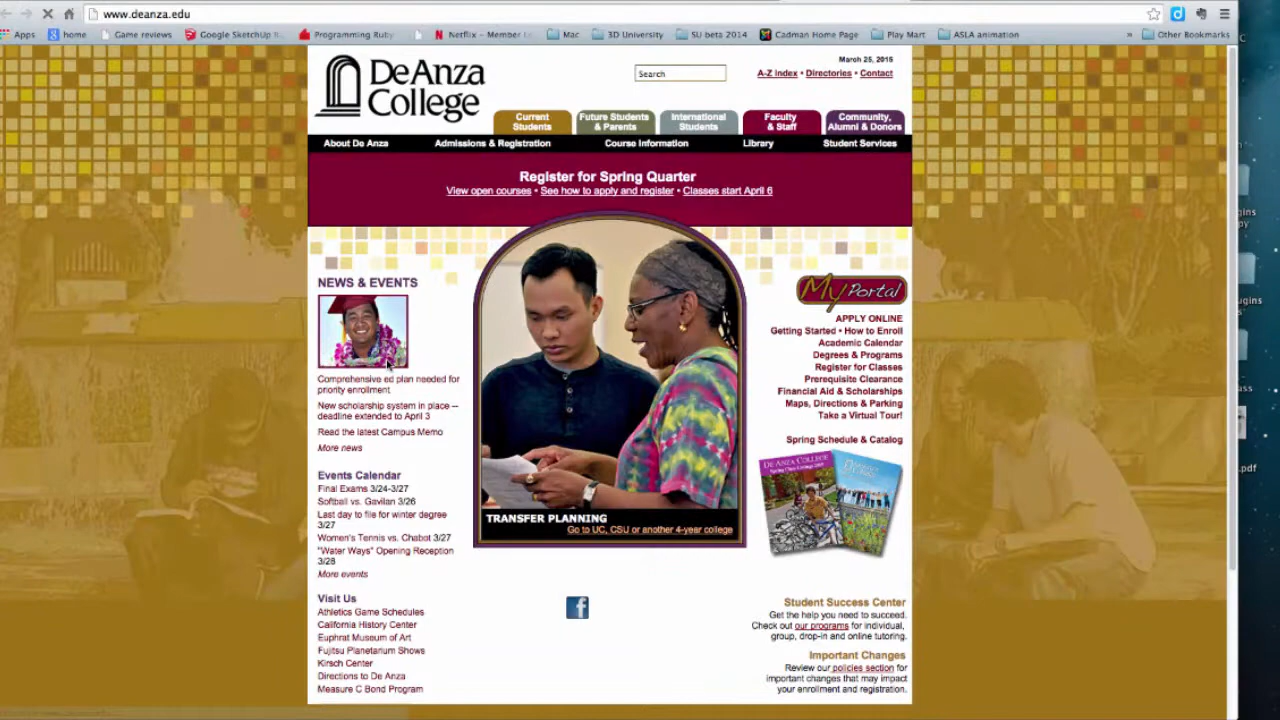 www.deanza.edu
Apps
home
Game reviews
Google SketchUp
Programming Ruby
Netflix – Member
Mac
3D University
SU beta 2014
Cadman Home Page
Play Mart
ASLA animation
»
Other Bookmarks
De Anza
College
Search
March 25, 2015
A-Z Index • Directories • Contact
Current
Students
Future Students
& Parents
International
Students
Faculty
& Staff
Community,
Alumni & Donors
About De Anza
Admissions & Registration
Course Information
Library
Student Services
Register for Spring Quarter
View open courses • See how to apply and register • Classes start April 6
NEWS & EVENTS
Comprehensive ed plan needed for
priority enrollment
New scholarship system in place --
deadline extended to April 3
Read the latest Campus Memo
More news
Events Calendar
Final Exams 3/24-3/27
Softball vs. Gavilan 3/26
Last day to file for winter degree
3/27
Women's Tennis vs. Chabot 3/27
"Water Ways" Opening Reception
3/28
More events
Visit Us
Athletics Game Schedules
California History Center
Euphrat Museum of Art
Fujitsu Planetarium Shows
Kirsch Center
Directions to De Anza
Measure C Bond Program
TRANSFER PLANNING
Go to UC, CSU or another 4-year college
f
MyPortal
APPLY ONLINE
Getting Started • How to Enroll
Academic Calendar
Degrees & Programs
Register for Classes
Prerequisite Clearance
Financial Aid & Scholarships
Maps, Directions & Parking
Take a Virtual Tour!
Spring Schedule & Catalog
DE ANZA COLLEGE
Student Success Center
Get the help you need to succeed.
Check out our programs for individual,
group, drop-in and online tutoring.
Important Changes
Review our policies section for
important changes that may impact
your enrollment and registration.
.pdf